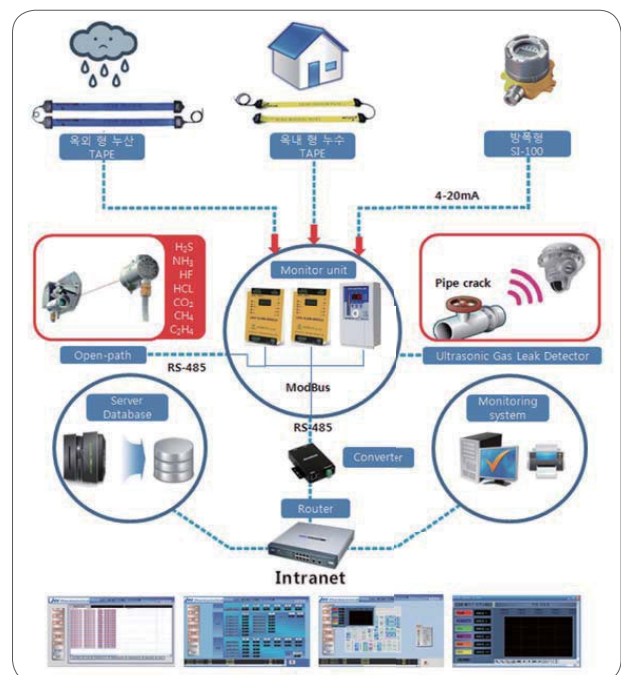 옥외 형 누산
TAPE
옥내 형 누수
TAPE
방폭형
SI-100
4-20mA
H₂S
NH₃
HF
HCL
CO₂
CH₄
C₂H₄
Monitor unit
Pipe crack
Open-path
Ultrasonic Gas Leak Detector
RS-485
ModBus
Server
Database
RS-485
Monitoring
system
Converter
Router
Intranet